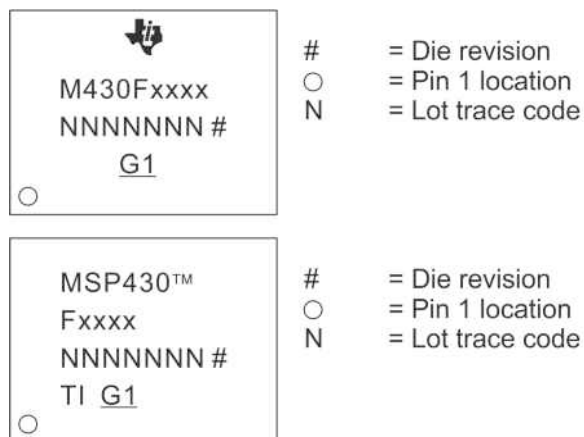 M430Fxxxx
NNNNNNN #
G1
# = Die revision
○ = Pin 1 location
N = Lot trace code
MSP430™
Fxxxx
NNNNNNN #
TI G1
# = Die revision
○ = Pin 1 location
N = Lot trace code